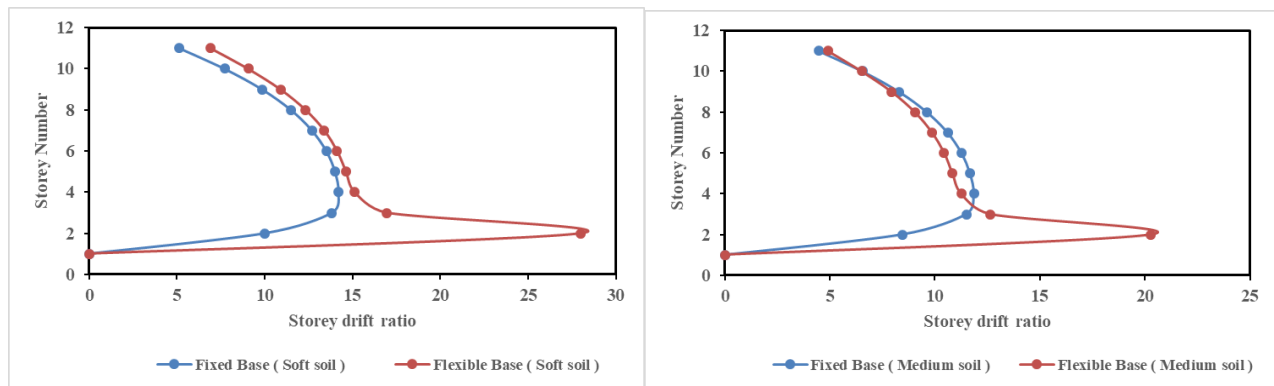 12
10
8
6
4
2
0
Storey Number
0 5 10 15 20 25 30
Storey drift ratio
Fixed Base ( Soft soil ) Flexible Base ( Soft soil )
12
10
8
6
4
2
0
Storey Number
0 5 10 15 20 25
Storey drift ratio
Fixed Base ( Medium soil ) Flexible Base ( Medium soil )